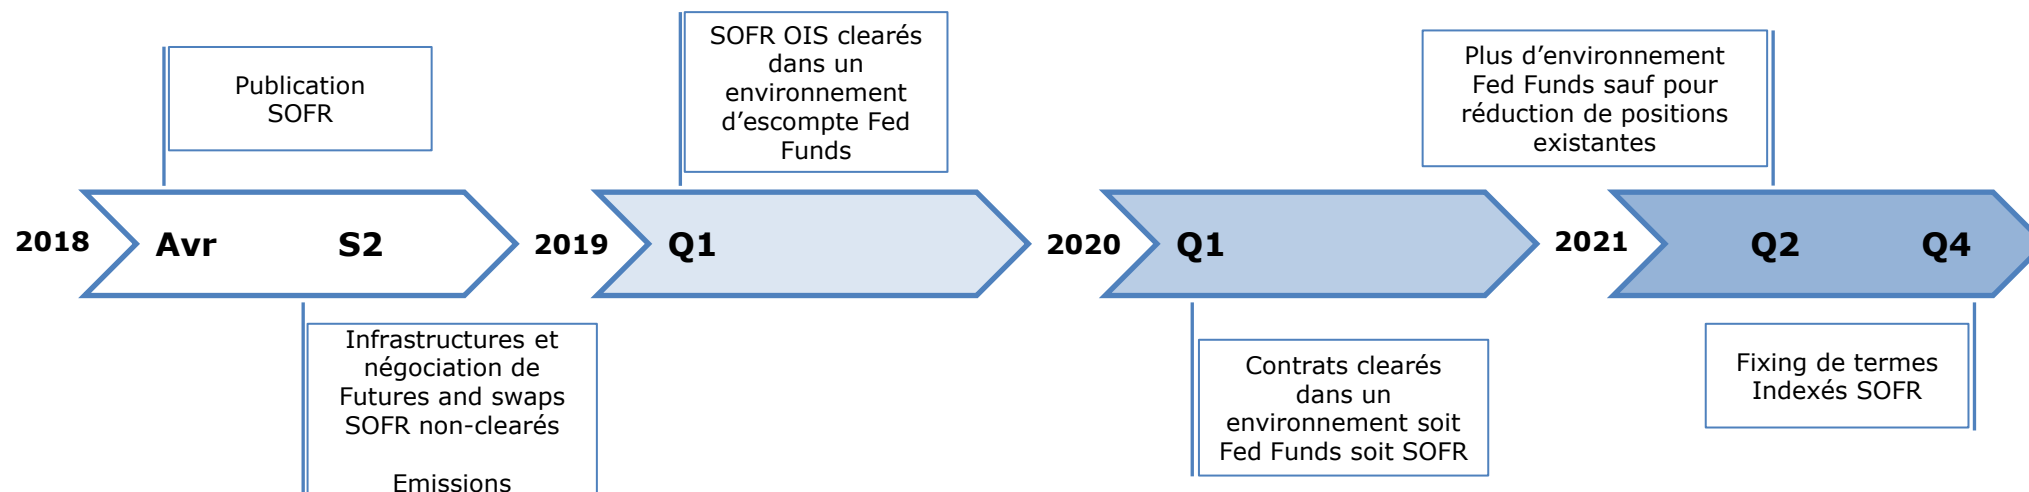 Publication
SOFR
SOFR OIS clearés
dans un
environnement
d’escompte Fed
Funds
Plus d’environnement
Fed Funds sauf pour
réduction de positions
existantes
2018
Avr
S2
2019
Q1
2020
Q1
2021
Q2
Q4
Infrastructures et
négociation de
Futures and swaps
SOFR non-clearés
Emissions
Contrats clearés
dans un
environnement soit
Fed Funds soit SOFR
Fixing de termes
Indexés SOFR